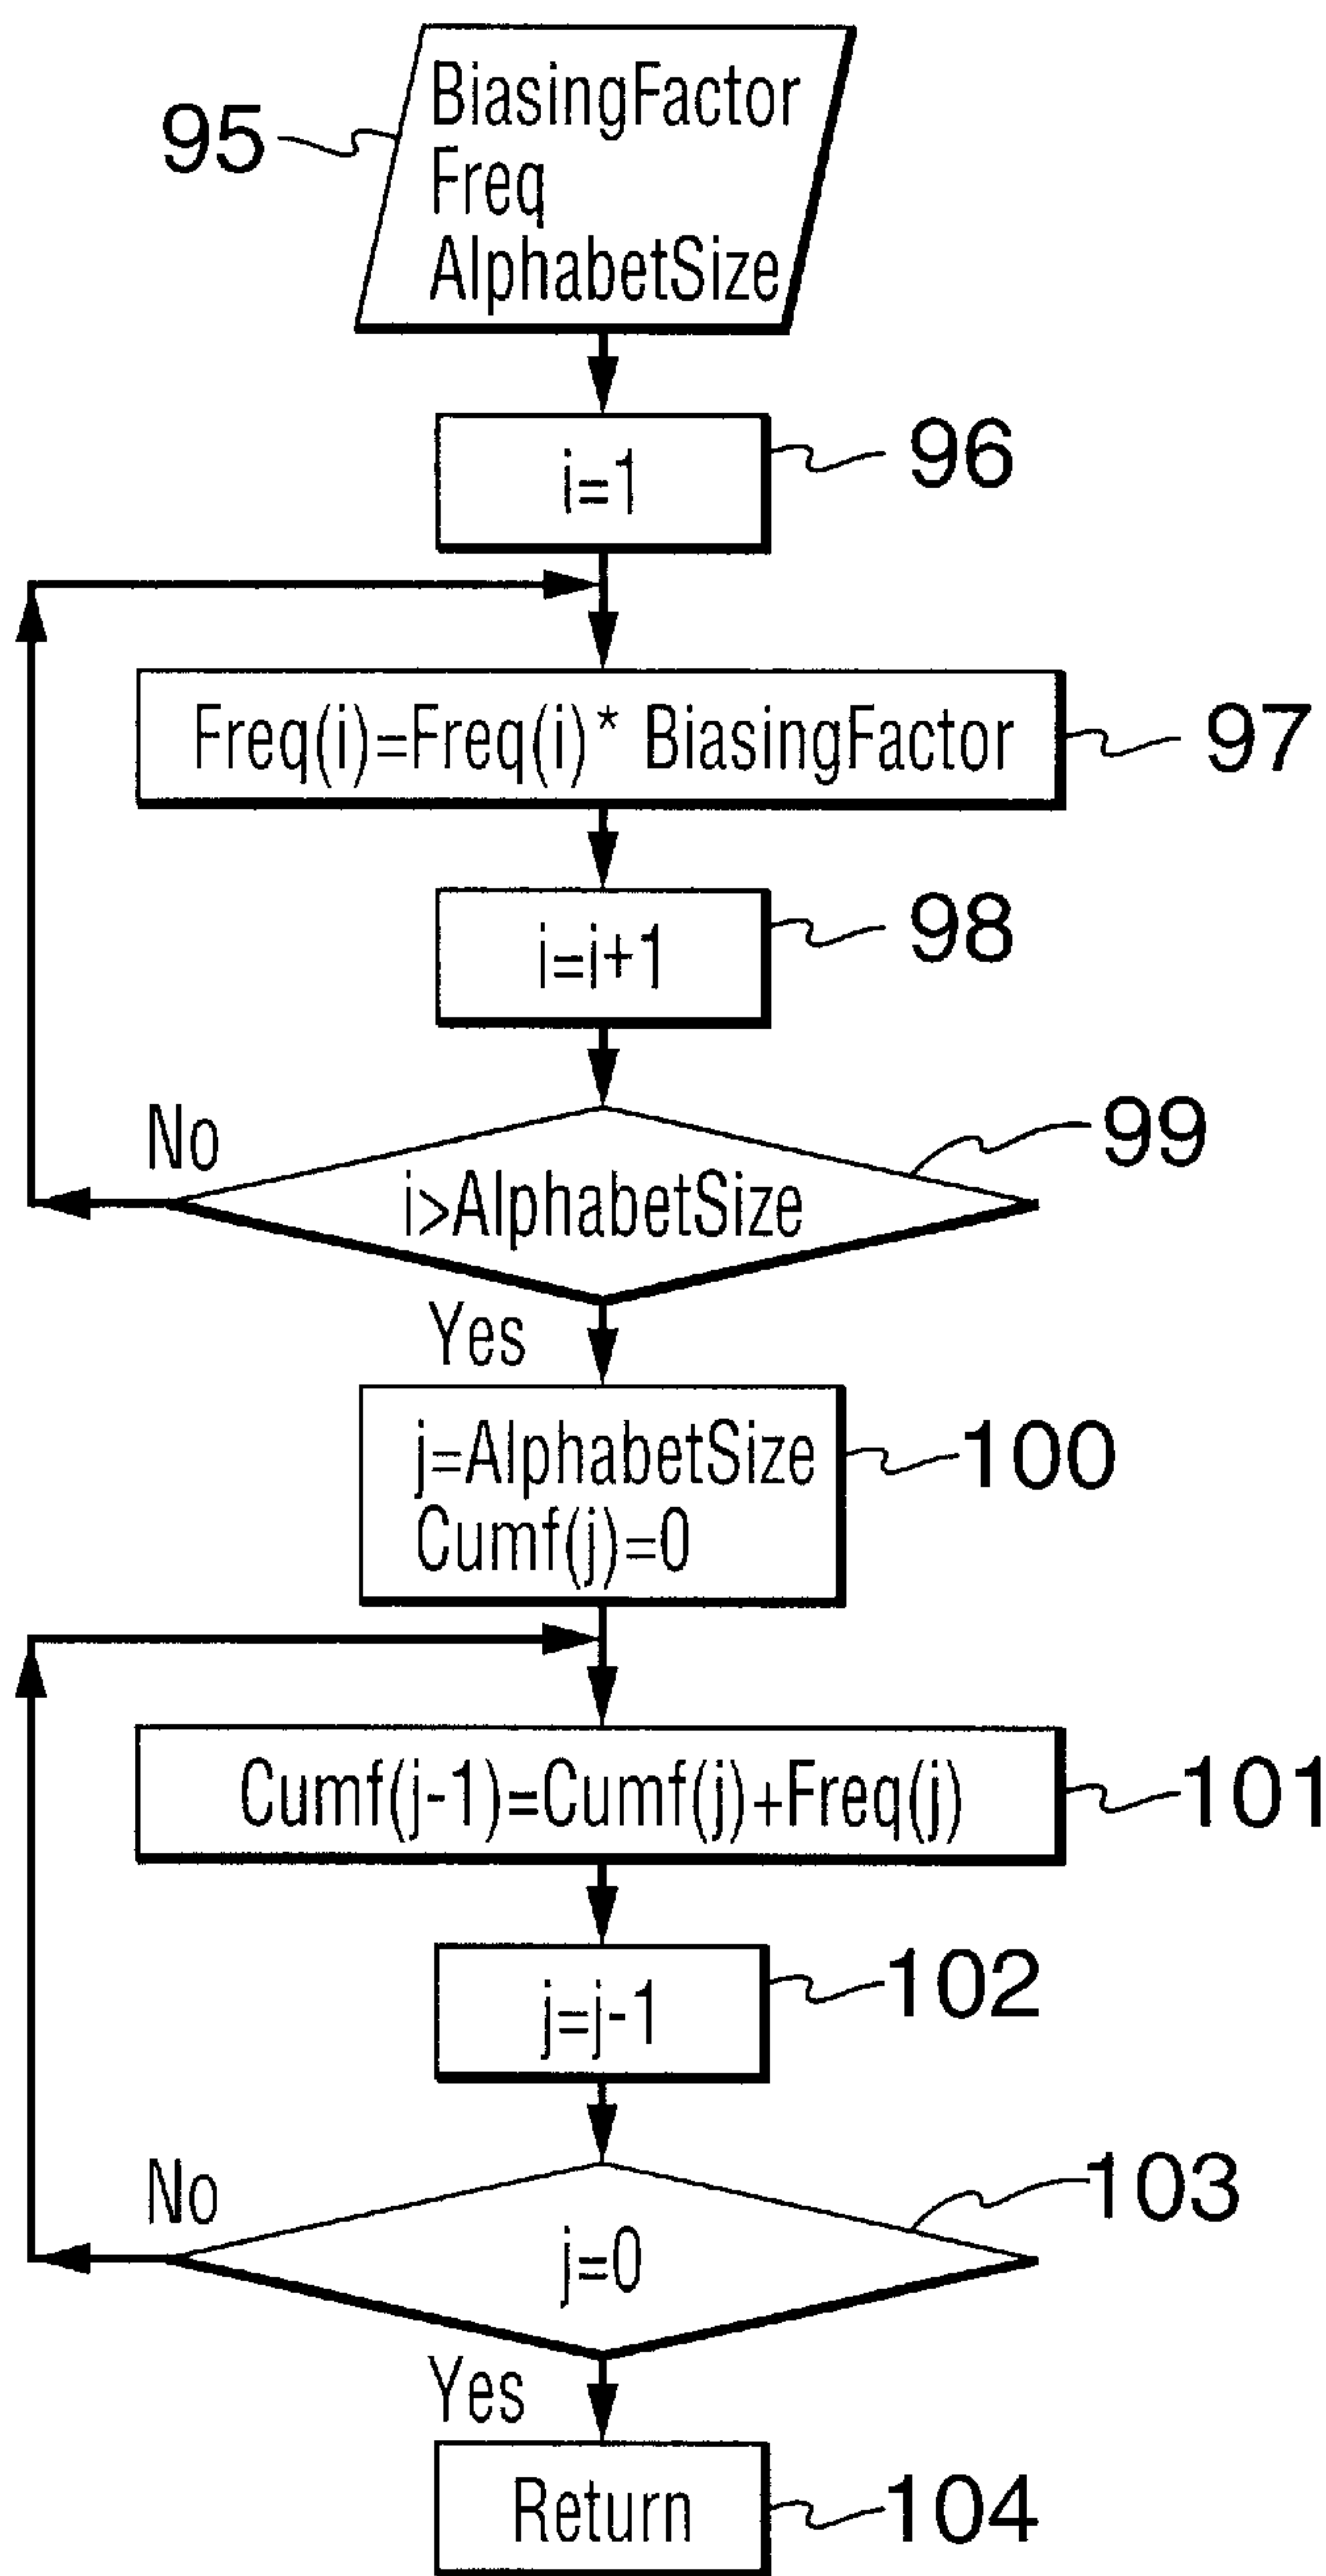 95
BiasingFactor
Freq
AlphabetSize
i=1
96
Freq(i)=Freq(i)* BiasingFactor
97
i=i+1
98
No
i>AlphabetSize
99
Yes
j=AlphabetSize
Cumf(j)=0
100
Cumf(j-1)=Cumf(j)+Freq(j)
101
j=j-1
102
No
j=0
103
Yes
Return
104